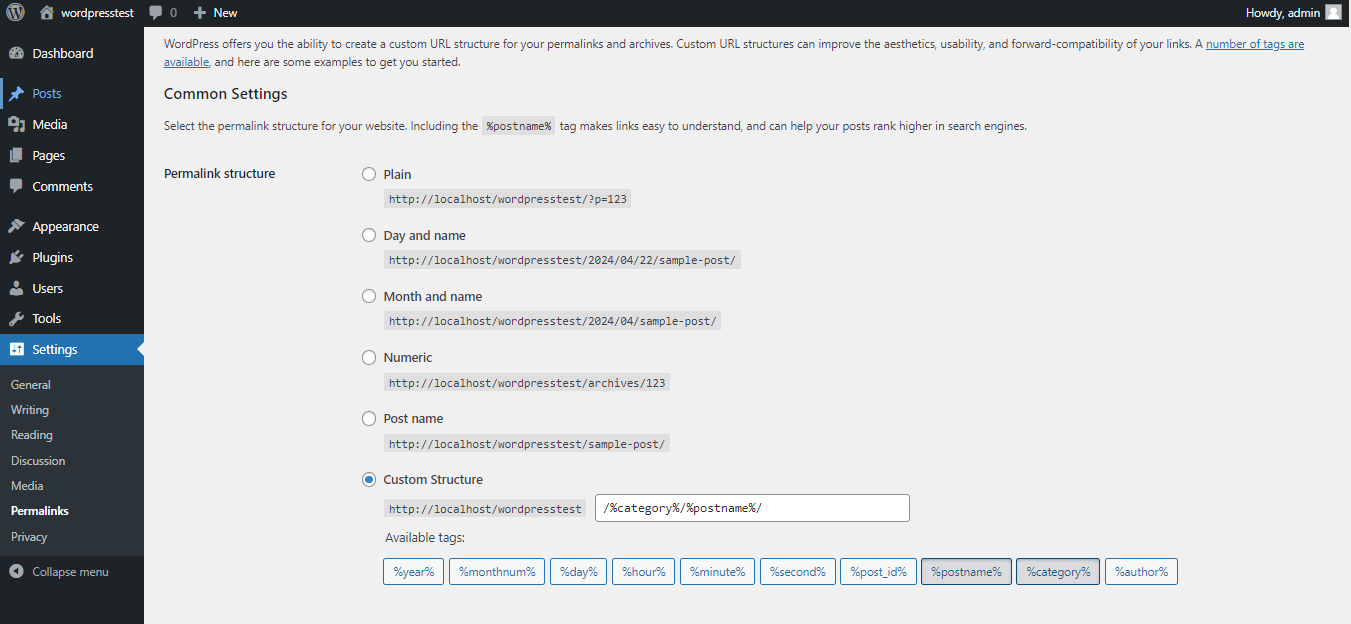 wordpresstest 0 New Howdy, admin
Dashboard
Posts
Media
Pages
Comments
Appearance
Plugins
Users
Tools
Settings
General
Writing
Reading
Discussion
Media
Permalinks
Privacy
Collapse menu
WordPress offers you the ability to create a custom URL structure for your permalinks and archives. Custom URL structures can improve the aesthetics, usability, and forward-compatibility of your links. A number of tags are
available, and here are some examples to get you started.
Common Settings
Select the permalink structure for your website. Including the %postname% tag makes links easy to understand, and can help your posts rank higher in search engines.
Permalink structure
Plain
http://localhost/wordpresstest/?p=123
Day and name
http://localhost/wordpresstest/2024/04/22/sample-post/
Month and name
http://localhost/wordpresstest/2024/04/sample-post/
Numeric
http://localhost/wordpresstest/archives/123
Post name
http://localhost/wordpresstest/sample-post/
Custom Structure
http://localhost/wordpresstest /%category%/%postname%/
Available tags:
%year% %monthnum% %day% %hour% %minute% %second% %post_id% %postname% %category% %author%